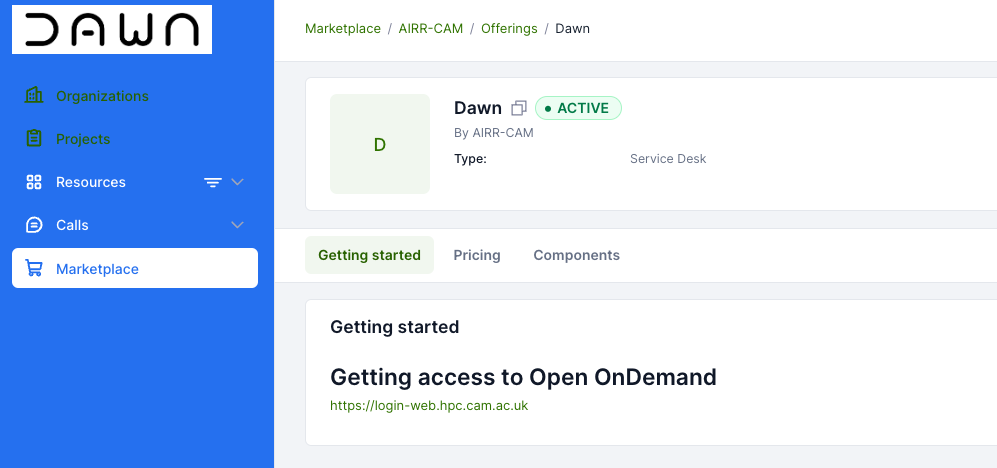 DAWN
Organizations
Projects
Resources
Calls
Marketplace
Marketplace / AIRR-CAM / Offerings / Dawn
D
Dawn ACTIVE
By AIRR-CAM
Type: Service Desk
Getting started Pricing Components
Getting started
Getting access to Open OnDemand
https://login-web.hpc.cam.ac.uk